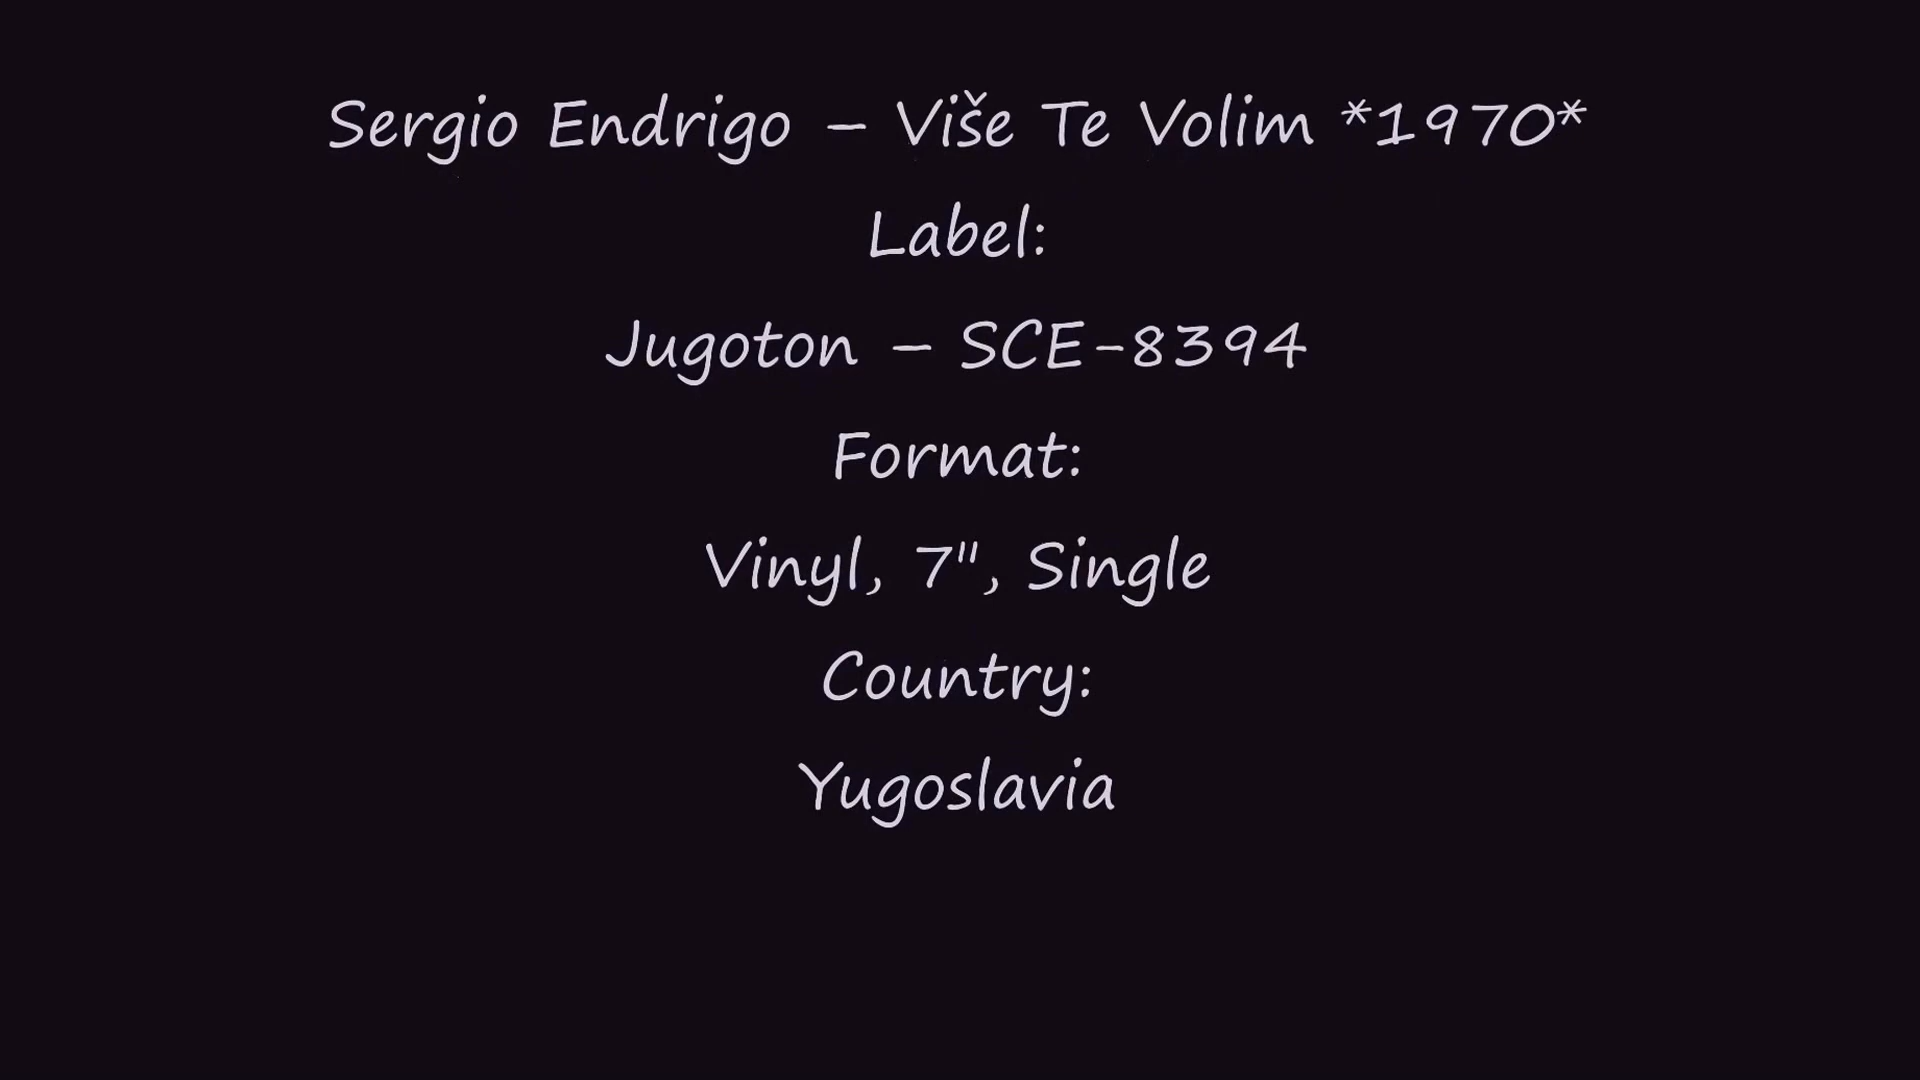 Sergio Endrigo – Više Te Volim *1970*
Label:
Jugoton – SCE-8394
Format:
Vinyl, 7", Single
Country:
Yugoslavia